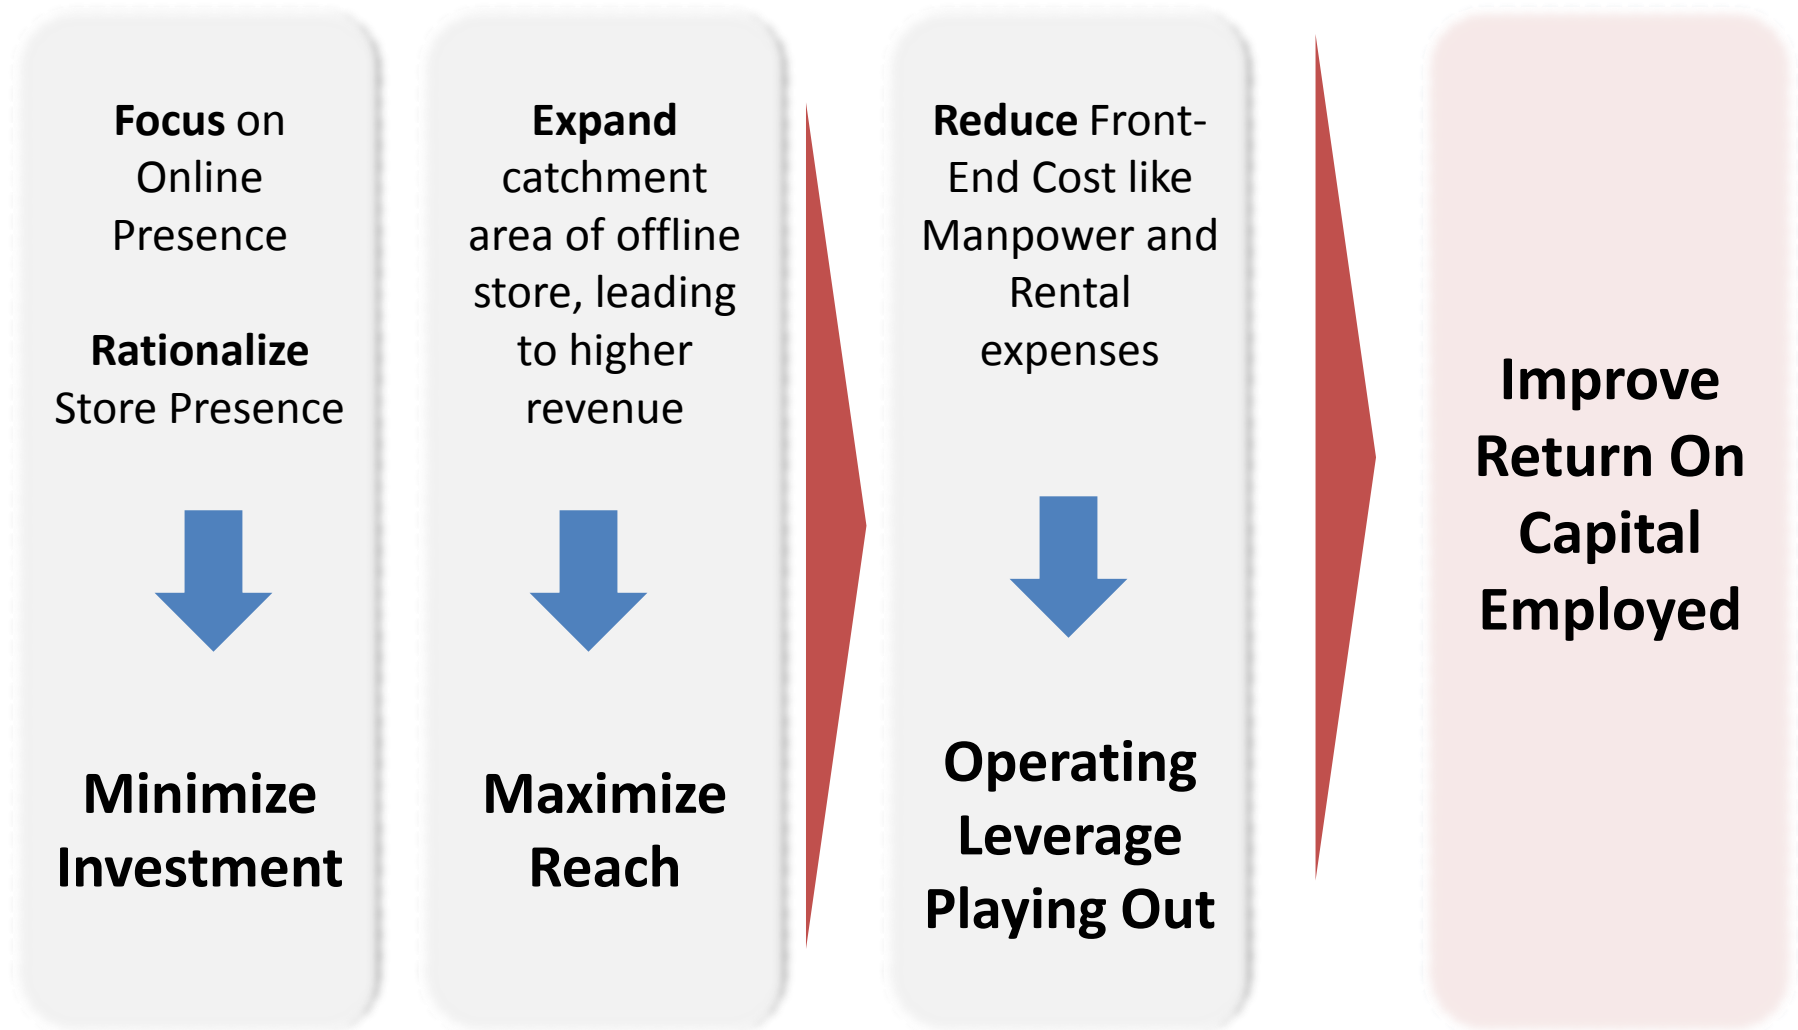 Focus on
Online
Presence
Rationalize
Store Presence
Minimize
Investment
Expand
catchment
area of offline
store, leading
to higher
revenue
Maximize
Reach
Reduce Front-
End Cost like
Manpower and
Rental
expenses
Operating
Leverage
Playing Out
Improve
Return On
Capital
Employed